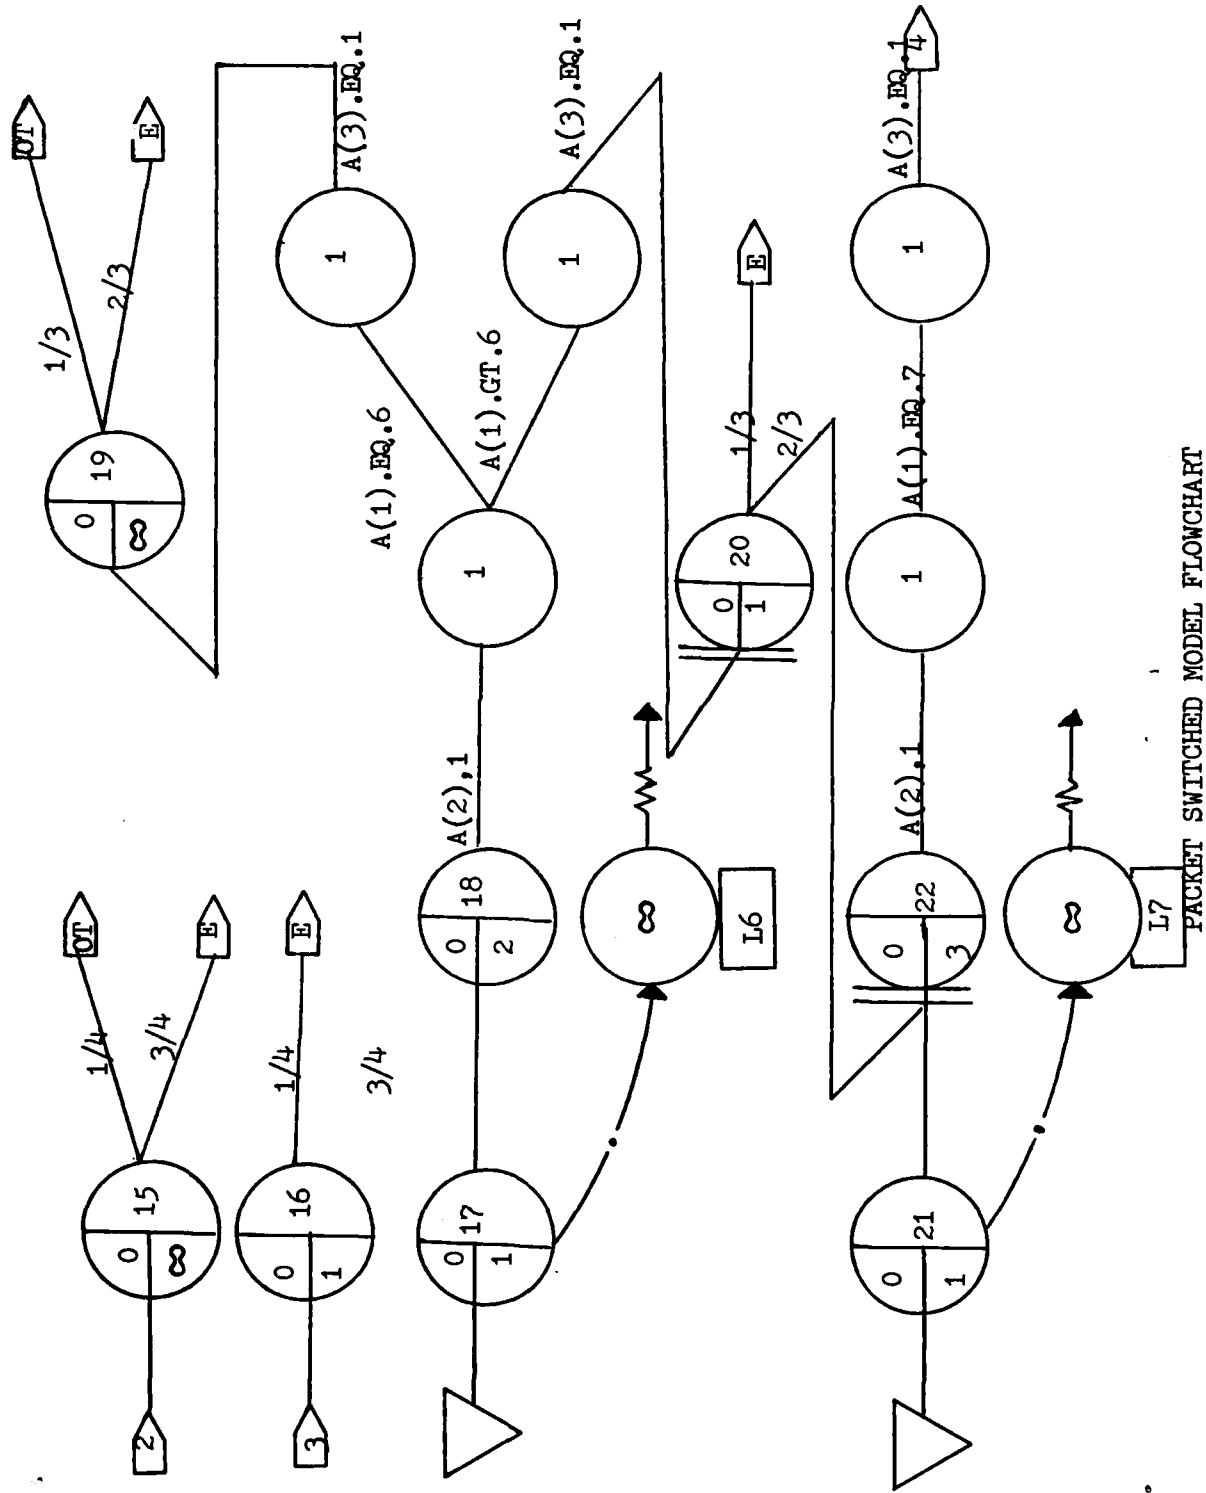 2
0
∞
15
1/4
OT
3/4
E
3
0
1
16
1/4
E
3/4
0
∞
19
1/3
OT
2/3
E
0
1
17
0
2
18
A(2),1
1
A(1).EQ.6
1
A(3).EQ.1
A(1).GT.6
1
A(3).EQ.1
∞
L6
0
1
20
1/3
E
2/3
0
1
21
0
3
22
A(2),1
1
A(1).EQ.7
1
A(3).EQ.1
4
∞
L7
PACKET SWITCHED MODEL FLOWCHART